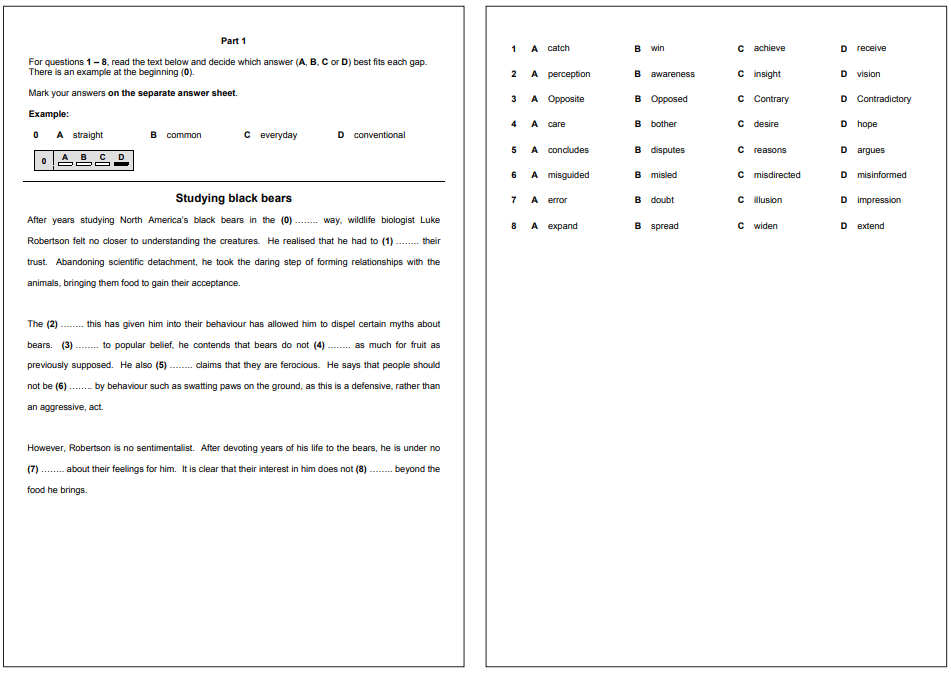 Part 1
For questions 1 – 8, read the text below and decide which answer (A, B, C or D) best fits each gap.
There is an example at the beginning (0).
Mark your answers on the separate answer sheet.
Example:
0 A straight B common C everyday D conventional
0 A B C D
Studying black bears
After years studying North America's black bears in the (0) …….. way, wildlife biologist Luke
Robertson felt no closer to understanding the creatures. He realised that he had to (1) …….. their
trust. Abandoning scientific detachment, he took the daring step of forming relationships with the
animals, bringing them food to gain their acceptance.
The (2) …….. this has given him into their behaviour has allowed him to dispel certain myths about
bears. (3) …….. to popular belief, he contends that bears do not (4) …….. as much for fruit as
previously supposed. He also (5) …….. claims that they are ferocious. He says that people should
not be (6) …….. by behaviour such as swatting paws on the ground, as this is a defensive, rather than
an aggressive, act.
However, Robertson is no sentimentalist. After devoting years of his life to the bears, he is under no
(7) …….. about their feelings for him. It is clear that their interest in him does not (8) …….. beyond the
food he brings.
1 A catch B win C achieve D receive
2 A perception B awareness C insight D vision
3 A Opposite B Opposed C Contrary D Contradictory
4 A care B bother C desire D hope
5 A concludes B disputes C reasons D argues
6 A misguided B misled C misdirected D misinformed
7 A error B doubt C illusion D impression
8 A expand B spread C widen D extend